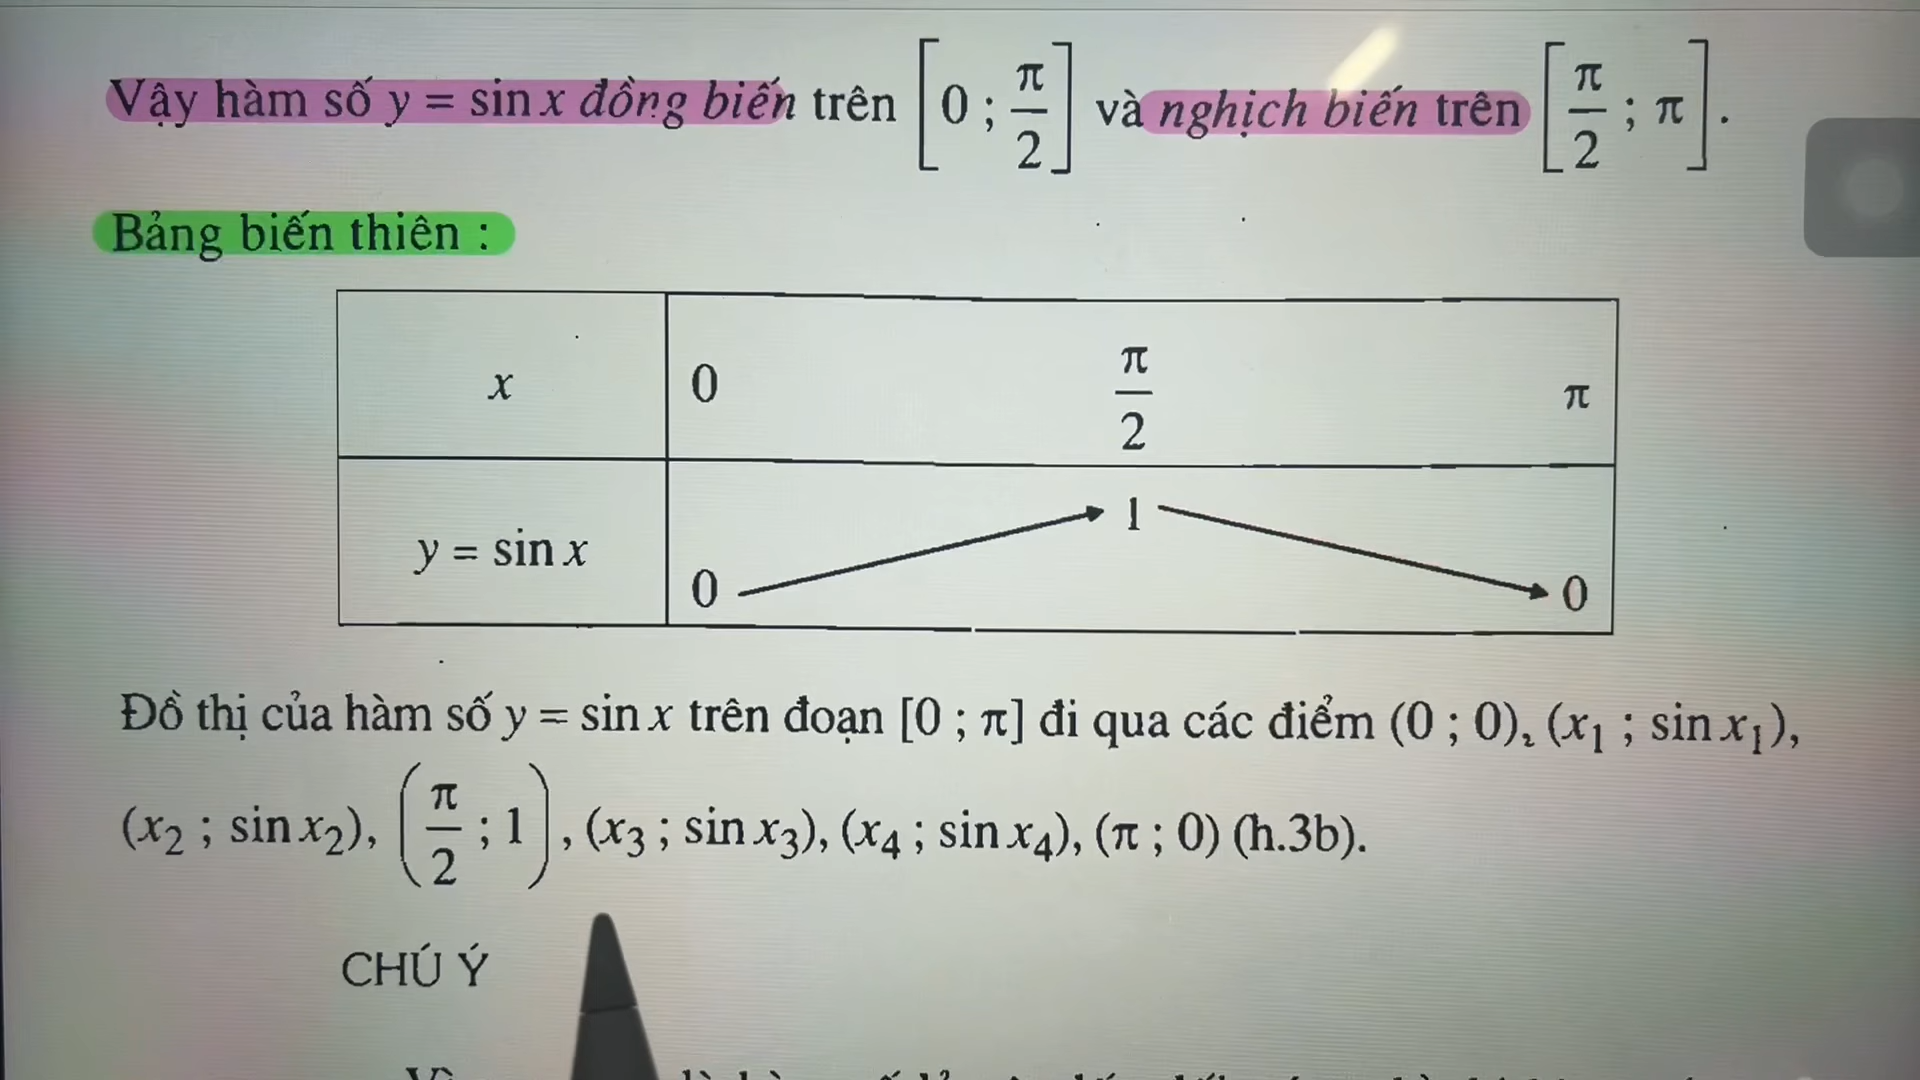 Vậy hàm số y = sin x đồng biến trên [0 ; π/2] và nghịch biến trên [π/2 ; π].
Bảng biến thiên :
x 0 π/2 π
y = sin x 0 1 0
Đồ thị của hàm số y = sin x trên đoạn [0 ; π] đi qua các điểm (0 ; 0), (x₁ ; sin x₁),
(x₂ ; sin x₂), (π/2 ; 1), (x₃ ; sin x₃), (x₄ ; sin x₄), (π ; 0) (h.3b).
CHÚ Ý